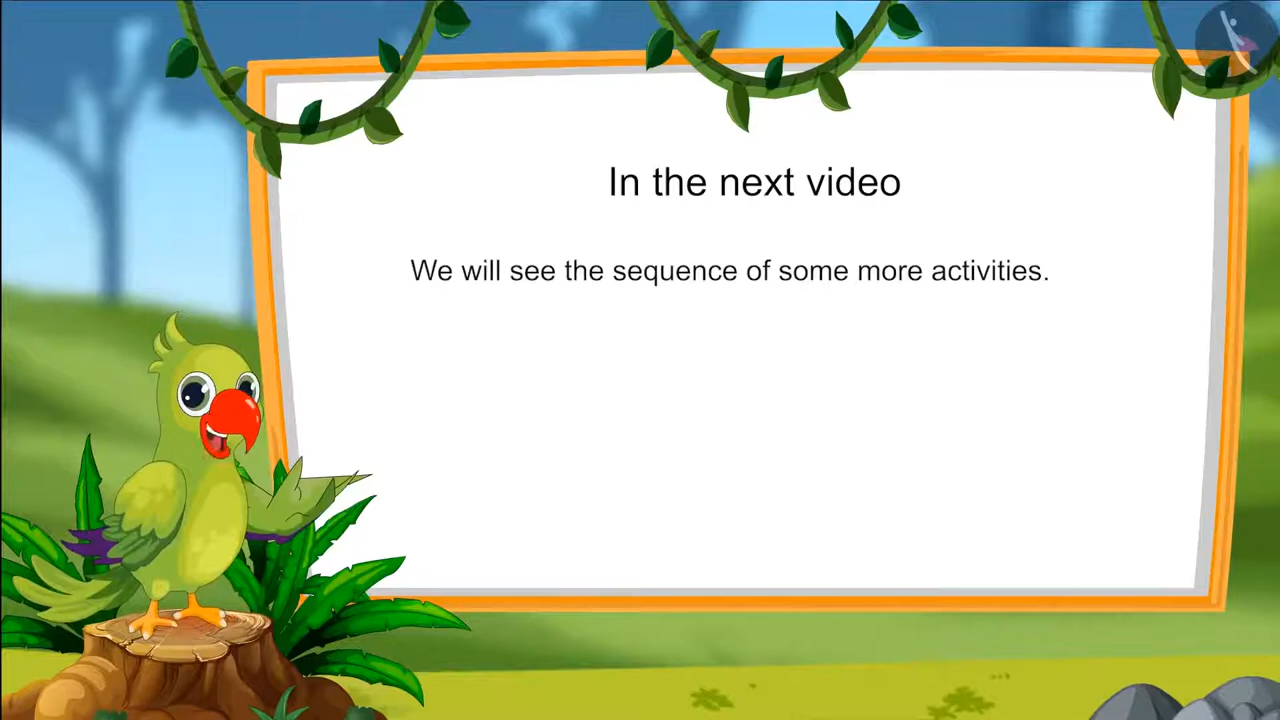 In the next video
We will see the sequence of some more activities.